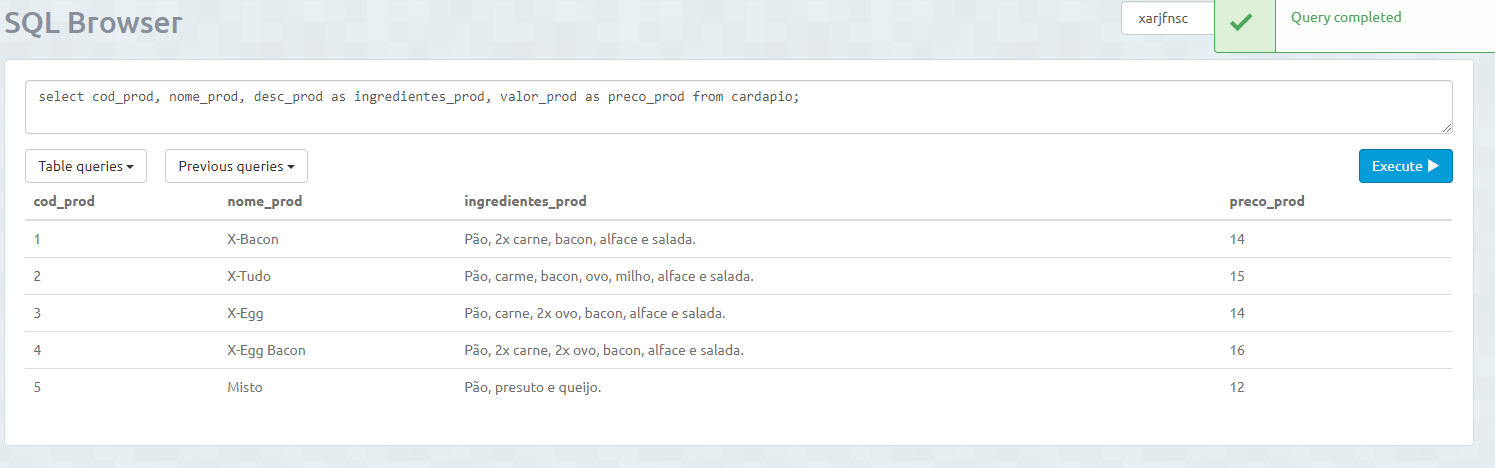 SQL Browser
xarjfnsc
Query completed
select cod_prod, nome_prod, desc_prod as ingredientes_prod, valor_prod as preco_prod from cardapio;
Table queries Previous queries Execute
cod_prod nome_prod ingredientes_prod preco_prod
1 X-Bacon Pão, 2x carne, bacon, alface e salada. 14
2 X-Tudo Pão, carme, bacon, ovo, milho, alface e salada. 15
3 X-Egg Pão, carne, 2x ovo, bacon, alface e salada. 14
4 X-Egg Bacon Pão, 2x carne, 2x ovo, bacon, alface e salada. 16
5 Misto Pão, presuto e queijo. 12